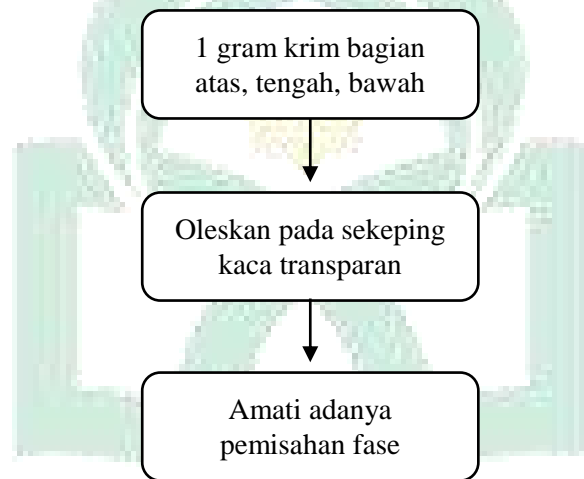 1 gram krim bagian
atas, tengah, bawah
Oleskan pada sekeping
kaca transparan
Amati adanya
pemisahan fase